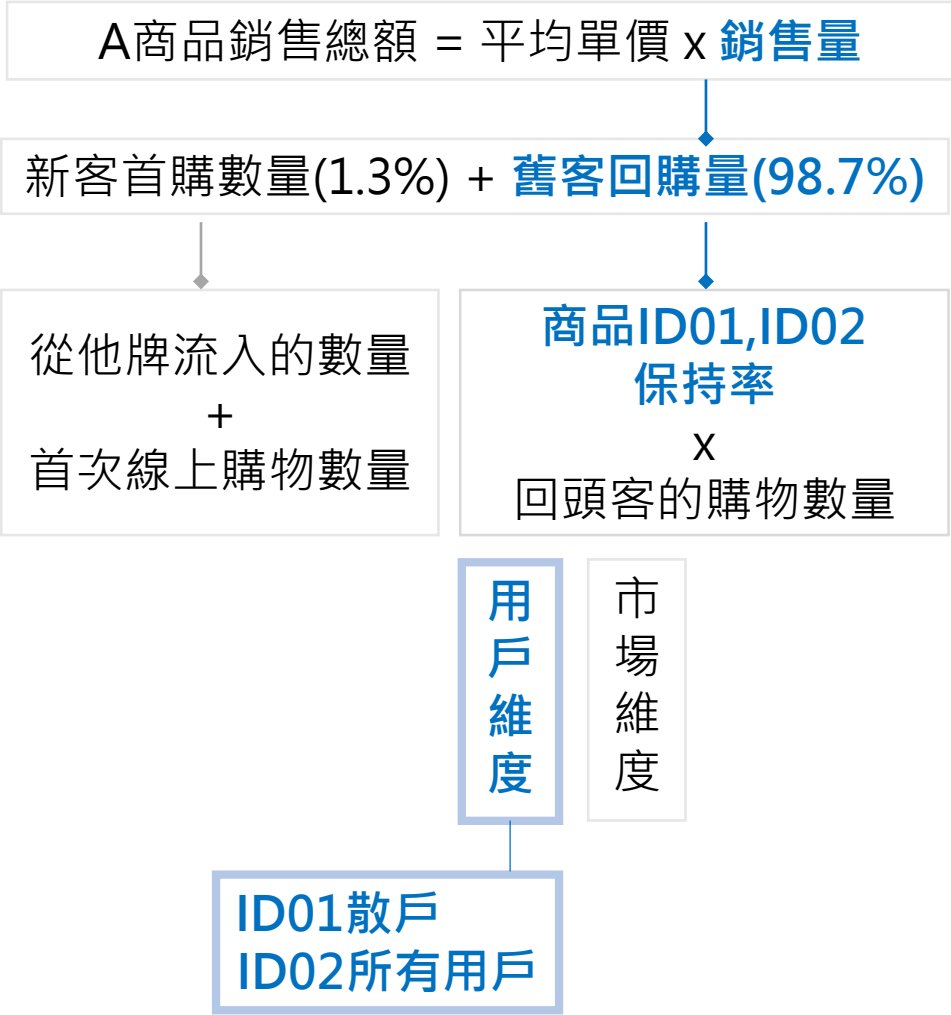 A商品銷售總額 = 平均單價 x 銷售量
新客首購數量(1.3%) + 舊客回購量(98.7%)
從他牌流入的數量
+
首次線上購物數量
商品ID01,ID02
保持率
x
回頭客的購物數量
用戶維度
市場維度
ID01散戶
ID02所有用戶